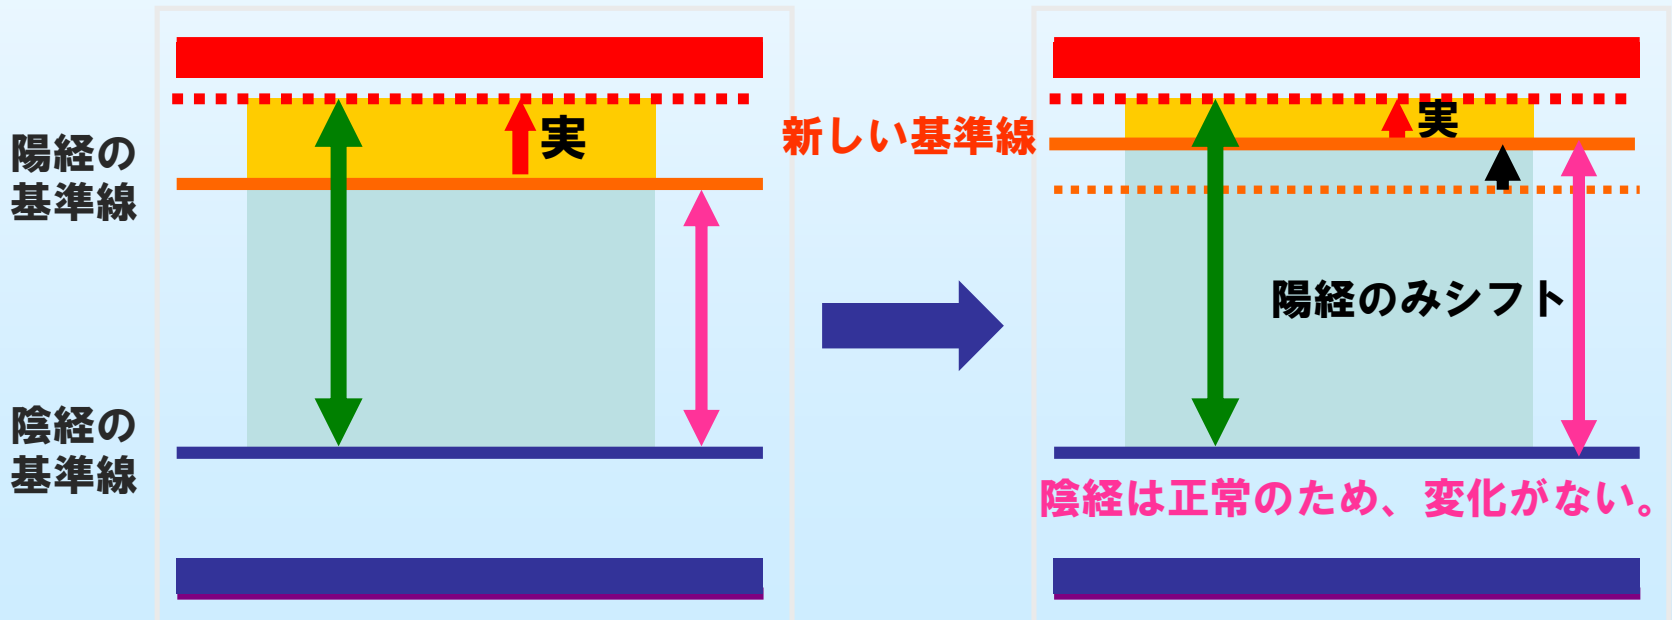 陽経の
基準線
陰経の
基準線
実
新しい基準線
実
陽経のみシフト
陰経は正常のため、変化がない。